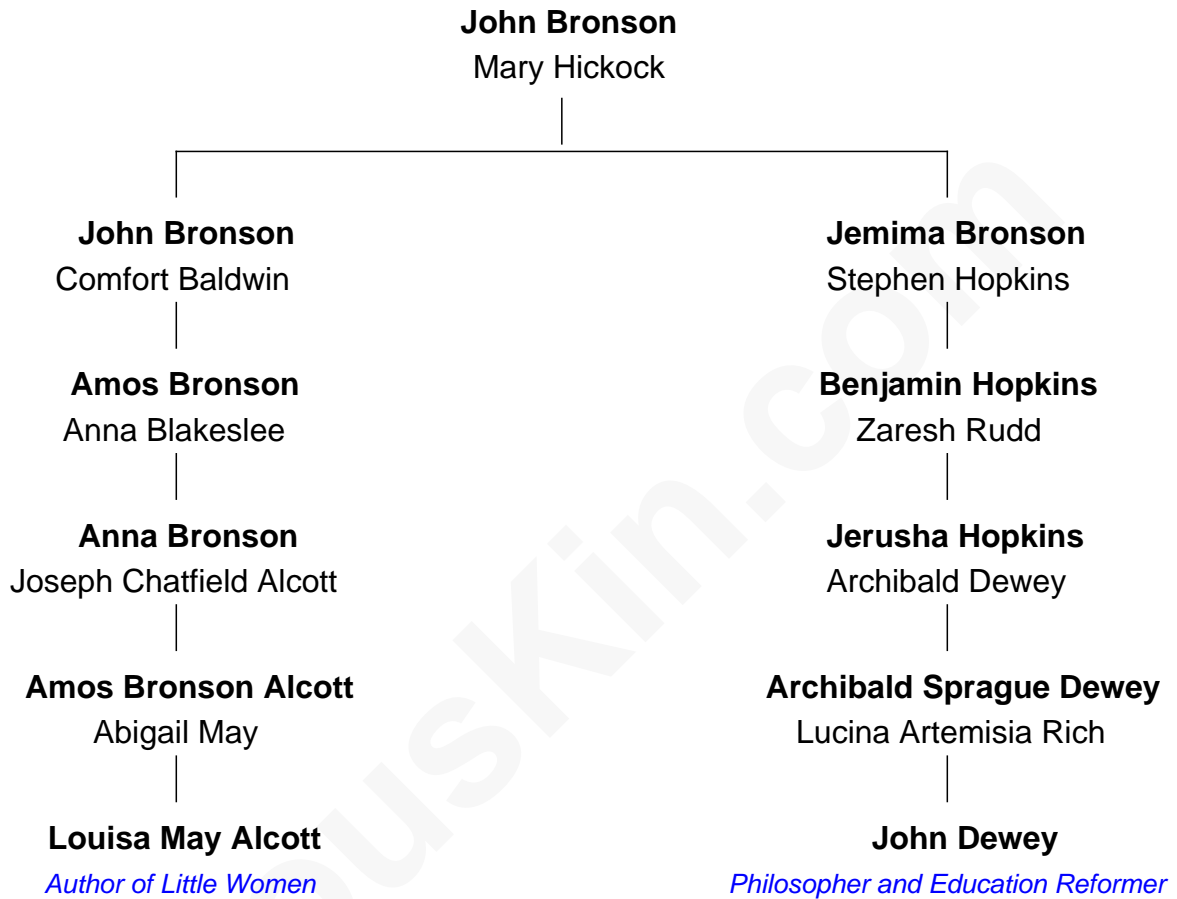 John Bronson
Mary Hickock
John Bronson
Comfort Baldwin
Jemima Bronson
Stephen Hopkins
Amos Bronson
Anna Blakeslee
Benjamin Hopkins
Zaresh Rudd
Anna Bronson
Joseph Chatfield Alcott
Jerusha Hopkins
Archibald Dewey
Amos Bronson Alcott
Abigail May
Archibald Sprague Dewey
Lucina Artemisia Rich
Louisa May Alcott
Author of Little Women
John Dewey
Philosopher and Education Reformer
ousKin.com